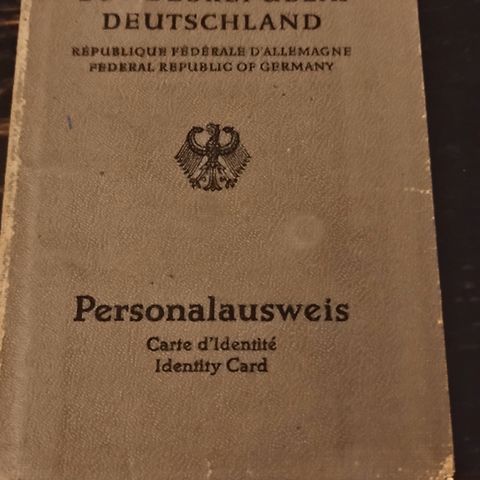 DEUTSCHLAND
RÉPUBLIQUE FÉDÉRALE D'ALLEMAGNE
FEDERAL REPUBLIC OF GERMANY
Personalausweis
Carte d'Identité
Identity Card